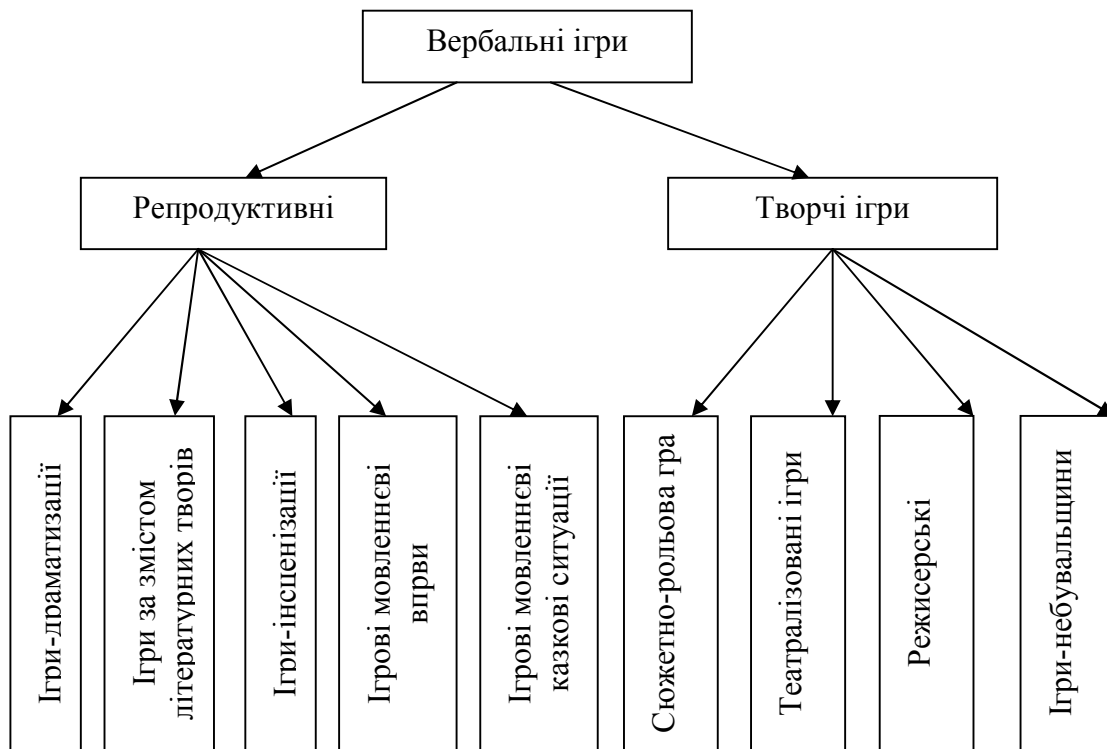 Вербальні ігри
Репродуктивні
Творчі ігри
Ігри-драматизації
Ігри за змістом
літературних творів
Ігри-інсценізації
Ігрові мовленнєві
впрви
Ігрові мовленнєві
казкові ситуації
Сюжетно-рольова гра
Театралізовані ігри
Режисерські
Ігри-небувальщини